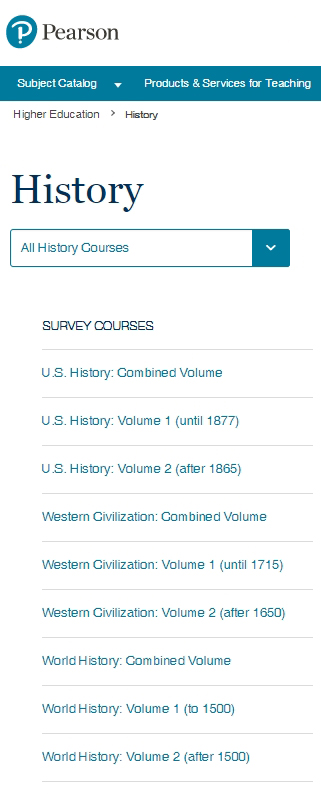 Pearson
Subject Catalog Products & Services for Teaching
Higher Education > History
History
All History Courses
SURVEY COURSES
U.S. History: Combined Volume
U.S. History: Volume 1 (until 1877)
U.S. History: Volume 2 (after 1865)
Western Civilization: Combined Volume
Western Civilization: Volume 1 (until 1715)
Western Civilization: Volume 2 (after 1650)
World History: Combined Volume
World History: Volume 1 (to 1500)
World History: Volume 2 (after 1500)